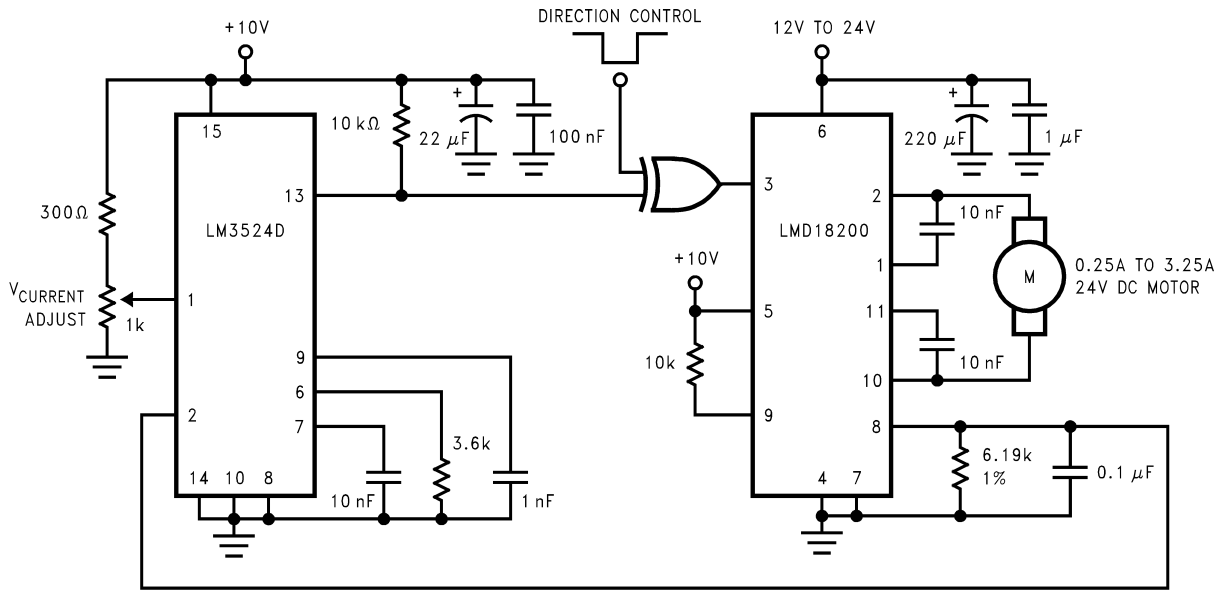 DIRECTION CONTROL
+10V
12V TO 24V
15
10 kΩ
+
22 μF
100 nF
6
+
220 μF
1 μF
13
3
2
10 nF
300Ω
LM3524D
LMD18200
+10V
1
M
0.25A TO 3.25A
24V DC MOTOR
VCURRENT
ADJUST
1k
1
5
11
9
10k
10 nF
6
10
2
7
3.6k
9
8
6.19k
1%
0.1 μF
14
10
8
10 nF
1 nF
4
7